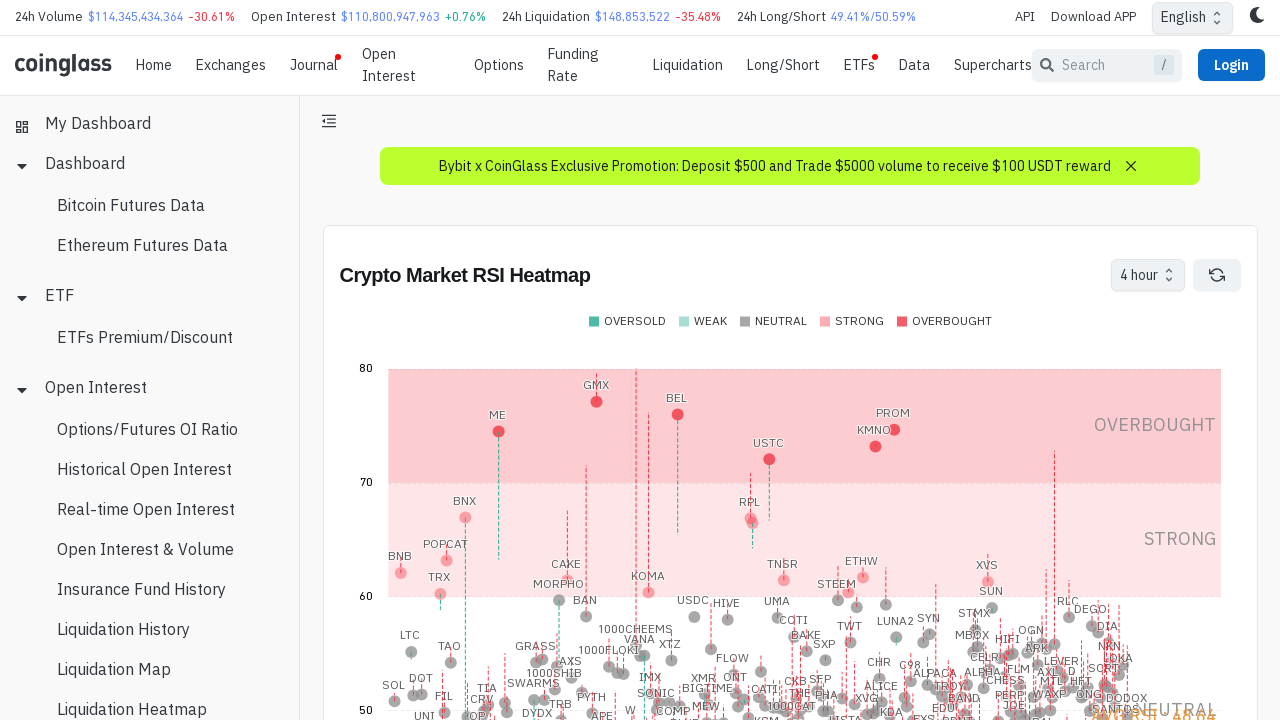 24h Volume $114,345,434,364 -30.61% Open Interest $110,800,947,963 +0.76% 24h Liquidation $148,853,522 -35.48% 24h Long/Short 49.41%/50.59% API Download APP English
coinglass Home Exchanges Journal Open Interest Options Funding Rate Liquidation Long/Short ETFs Data Supercharts Search / Login
My Dashboard
Dashboard
Bitcoin Futures Data
Ethereum Futures Data
ETF
ETFs Premium/Discount
Open Interest
Options/Futures OI Ratio
Historical Open Interest
Real-time Open Interest
Open Interest & Volume
Insurance Fund History
Liquidation History
Liquidation Map
Liquidation Heatmap
Bybit x CoinGlass Exclusive Promotion: Deposit $500 and Trade $5000 volume to receive $100 USDT reward
Crypto Market RSI Heatmap
4 hour
OVERSOLD WEAK NEUTRAL STRONG OVERBOUGHT
80
GMX
BEL
ME
PROM
KMNO
OVERBOUGHT
USTC
70
BNX
RPL
POPCAT
STRONG
BNB
CAKE
TNSR
ETHW
XVS
TRX
KOMA
MORPHO
STEEM
SUN
60
BAN
USDC
HIVE
UMA
RLC
DEGO
COTI
STMX
SYN
LUNA2
TWT
1000CHEEMS
OGN
DIA
LTC
BAKE
MBOX
HIFI
VANA
XTZ
SXP
TAO
GRASS
1000FLOKI
ARK
NKN
FLOW
AXS
CHR
C98
CELR
LEVER
1000SHIB
ALPACA
ALPHA
FLM
DOT
IMX
XMR
ONT
CKB
SFP
CHESS
SOL
SWARMS
ALICE
TIA
BIGTIME
CATI
TROY
MTL
HFT
FIL
CRV
PYTH
SONIC
THE
BAND
PERP
WAXP
ONG
TRB
MEW
1000CAT
EDU
JOE
UNI
DYDX
COMP
KDA
SANTOS
50
APE
NEUTRAL